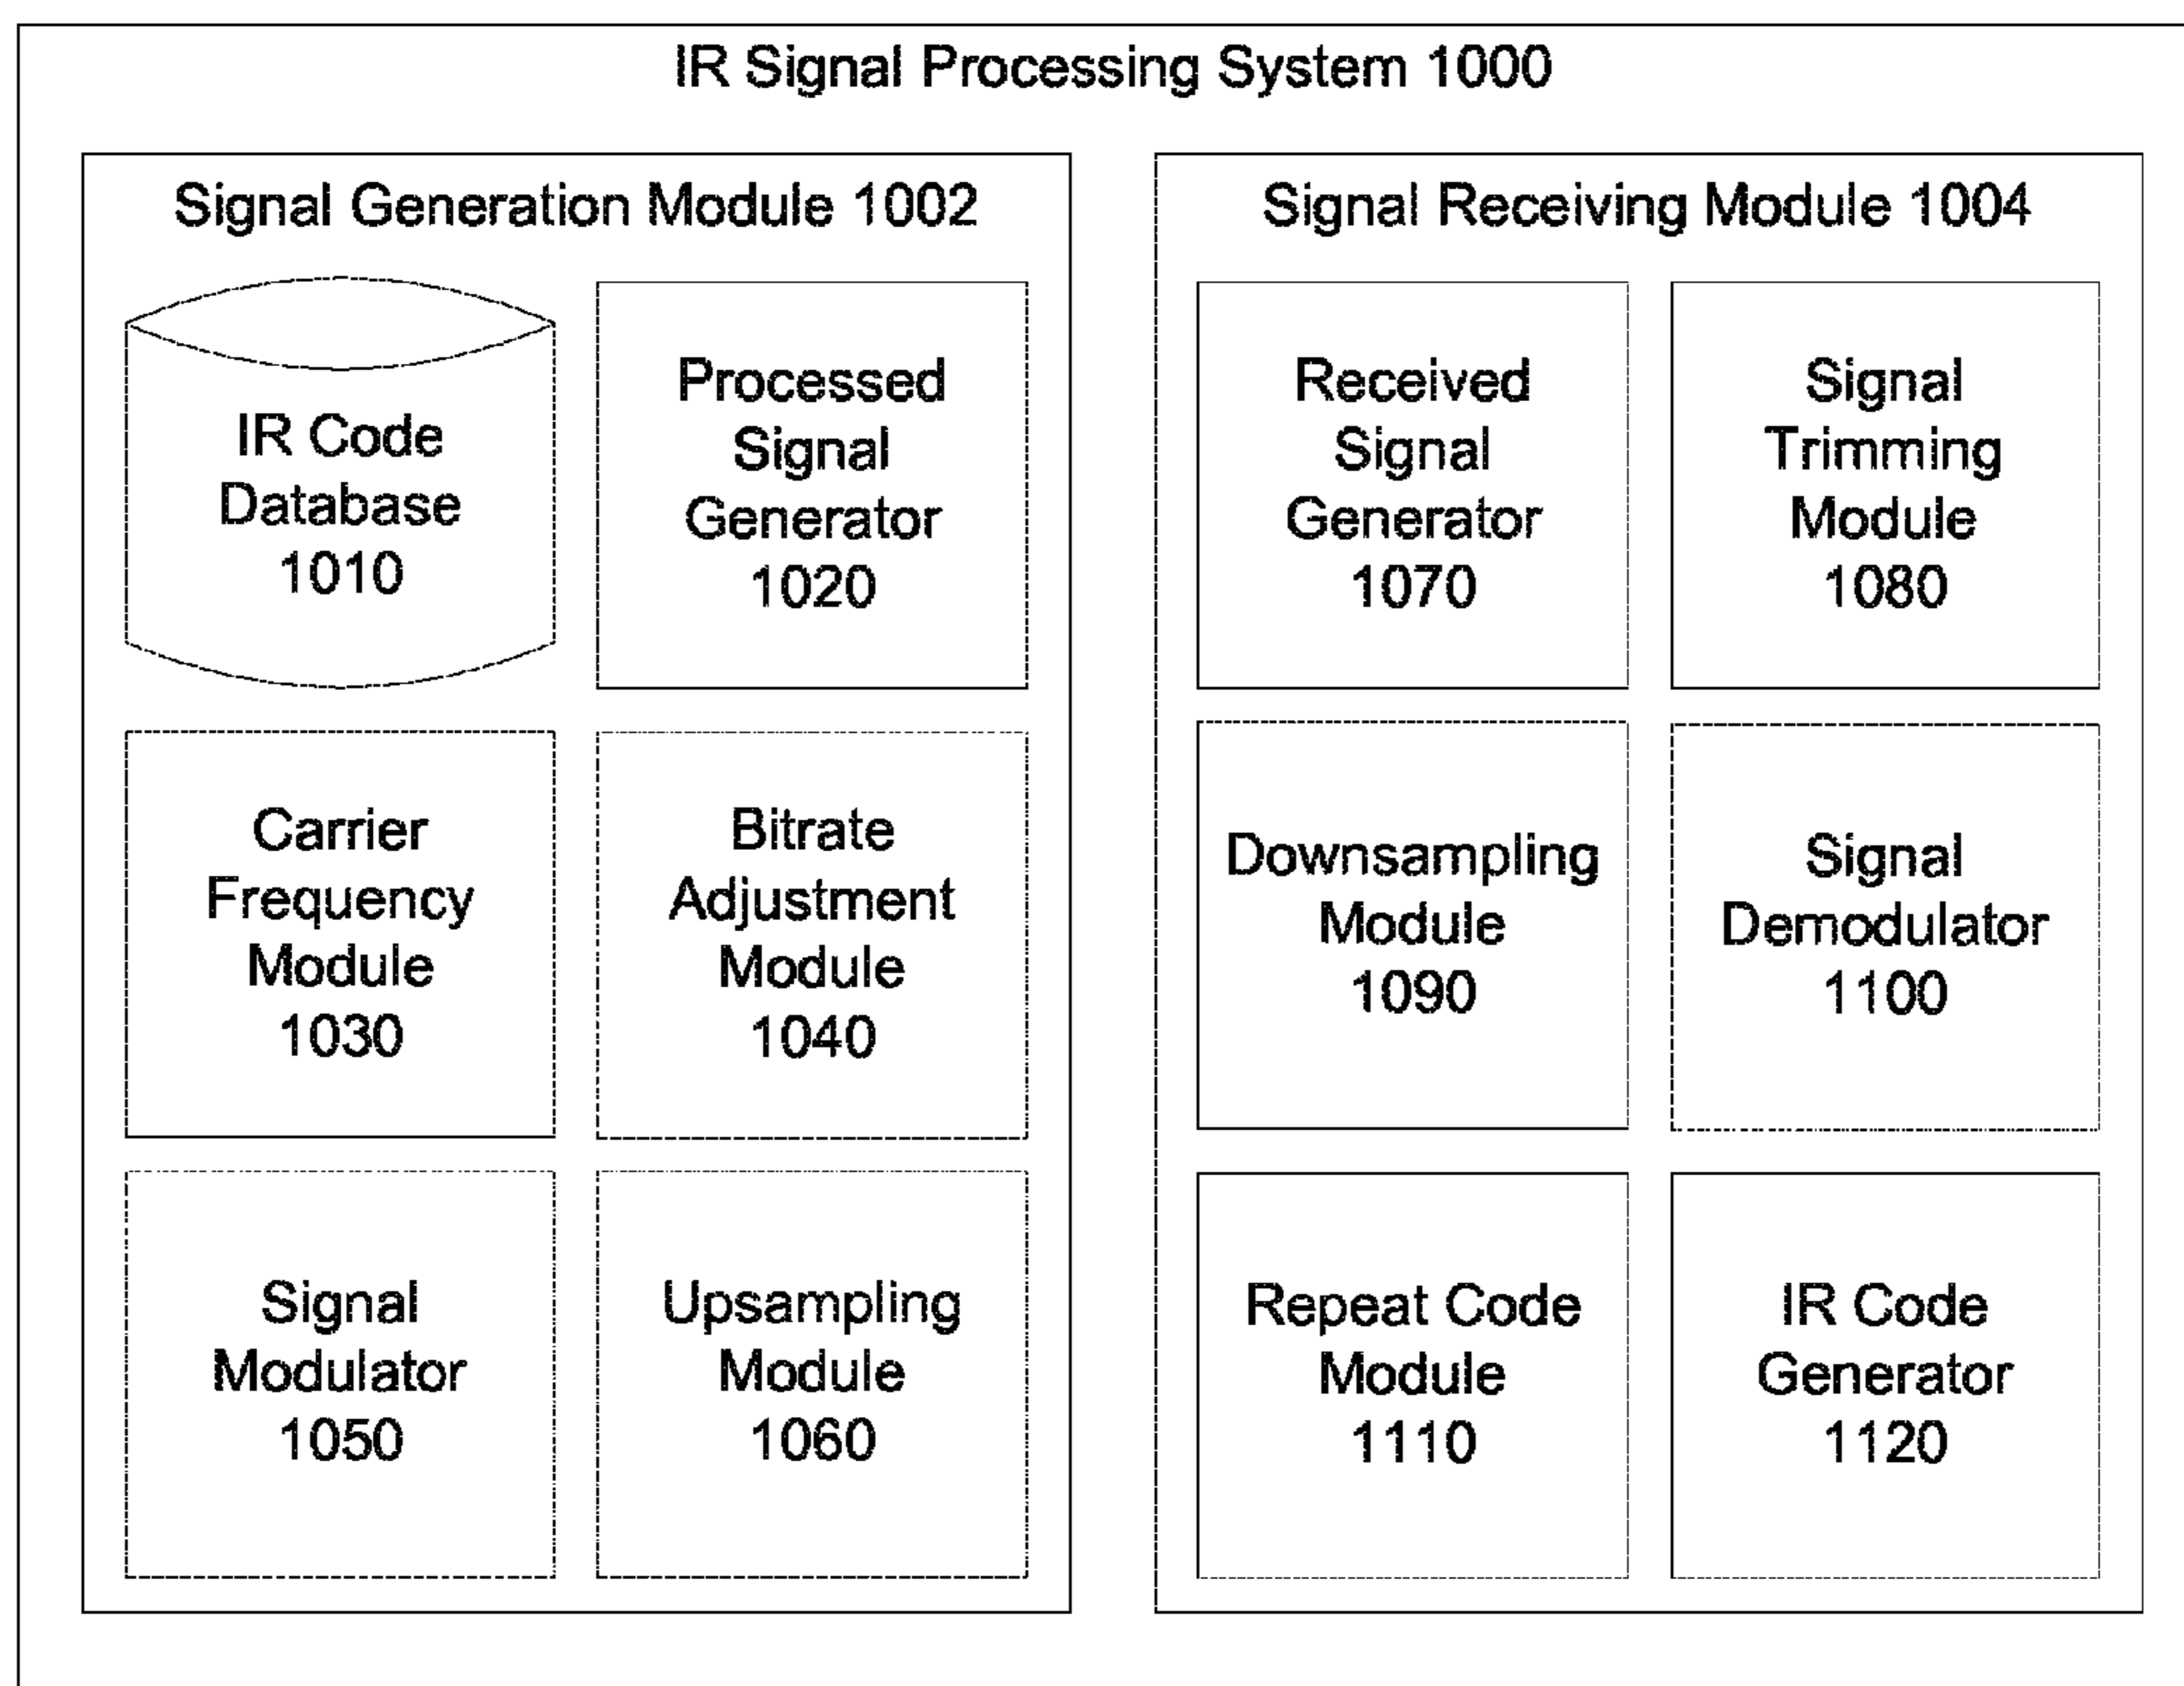 IR Signal Processing System 1000
Signal Generation Module 1002
IR Code
Database
1010
Processed
Signal
Generator
1020
Carrier
Frequency
Module
1030
Bitrate
Adjustment
Module
1040
Signal
Modulator
1050
Upsampling
Module
1060
Signal Receiving Module 1004
Received
Signal
Generator
1070
Signal
Trimming
Module
1080
Downsampling
Module
1090
Signal
Demodulator
1100
Repeat Code
Module
1110
IR Code
Generator
1120